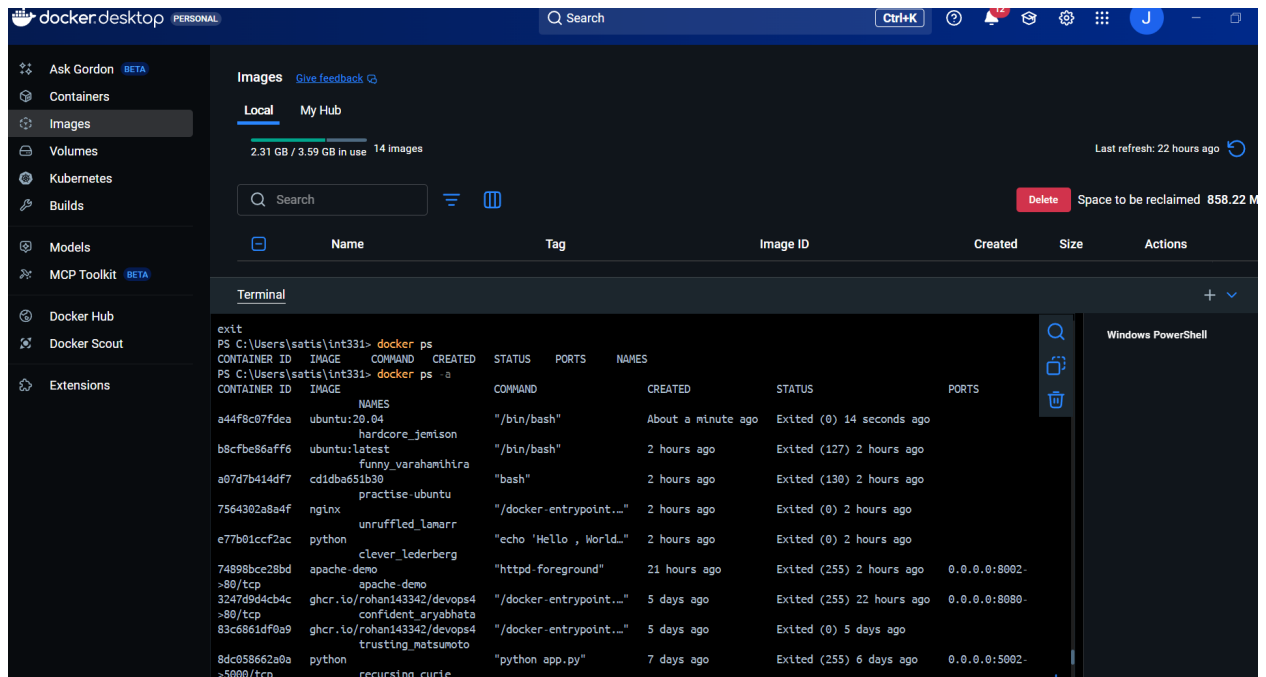 docker.desktop PERSONAL
Search
Ctrl+K
12
J
Ask Gordon BETA
Containers
Images
Volumes
Kubernetes
Builds
Models
MCP Toolkit BETA
Docker Hub
Docker Scout
Extensions
Images Give feedback
Local My Hub
2.31 GB / 3.59 GB in use 14 images
Last refresh: 22 hours ago
Search
Delete Space to be reclaimed 858.22 M
Name Tag Image ID Created Size Actions
Terminal
Windows PowerShell
exit
PS C:\Users\satis\int331> docker ps
CONTAINER ID IMAGE COMMAND CREATED STATUS PORTS NAMES
PS C:\Users\satis\int331> docker ps -a
CONTAINER ID IMAGE COMMAND CREATED STATUS PORTS
NAMES
a44f8c07fdea ubuntu:20.04 "/bin/bash" About a minute ago Exited (0) 14 seconds ago
hardcore_jemison
b8cfbe86aff6 ubuntu:latest "/bin/bash" 2 hours ago Exited (127) 2 hours ago
funny_varahamihira
a07d7b414df7 cd1dba651b30 "bash" 2 hours ago Exited (130) 2 hours ago
practise-ubuntu
7564302a8a4f nginx "/docker-entrypoint.…" 2 hours ago Exited (0) 2 hours ago
unruffled_lamarr
e77b01ccf2ac python "echo 'Hello , World…" 2 hours ago Exited (0) 2 hours ago
clever_lederberg
74898bce28bd apache-demo "httpd-foreground" 21 hours ago Exited (255) 2 hours ago 0.0.0.0:8002-
>80/tcp apache-demo
3247d9d4cb4c ghcr.io/rohan143342/devops4 "/docker-entrypoint.…" 5 days ago Exited (255) 22 hours ago 0.0.0.0:8080-
>80/tcp confident_aryabhata
83c6861df0a9 ghcr.io/rohan143342/devops4 "/docker-entrypoint.…" 5 days ago Exited (0) 5 days ago
trusting_matsumoto
8dc058662a0a python "python app.py" 7 days ago Exited (255) 6 days ago 0.0.0.0:5002-
>5000/tcp recursing_curie